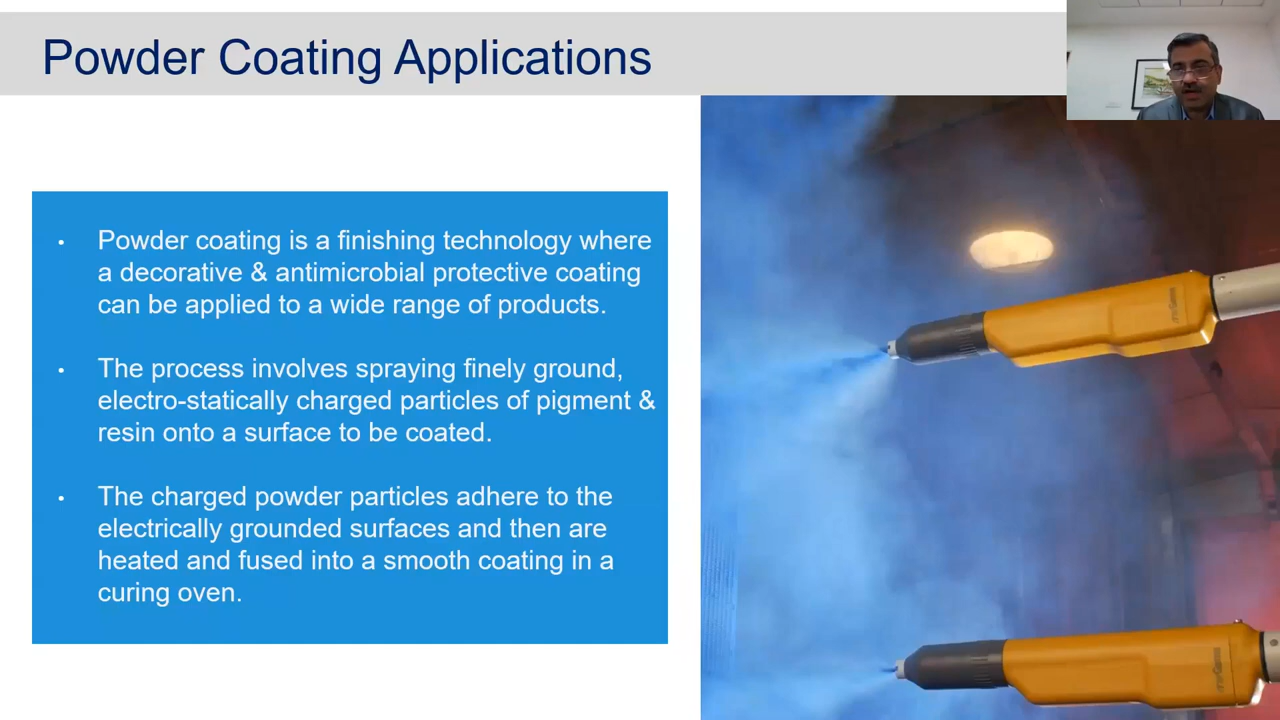 Powder Coating Applications
• Powder coating is a finishing technology where
a decorative & antimicrobial protective coating
can be applied to a wide range of products.
• The process involves spraying finely ground,
electro-statically charged particles of pigment &
resin onto a surface to be coated.
• The charged powder particles adhere to the
electrically grounded surfaces and then are
heated and fused into a smooth coating in a
curing oven.